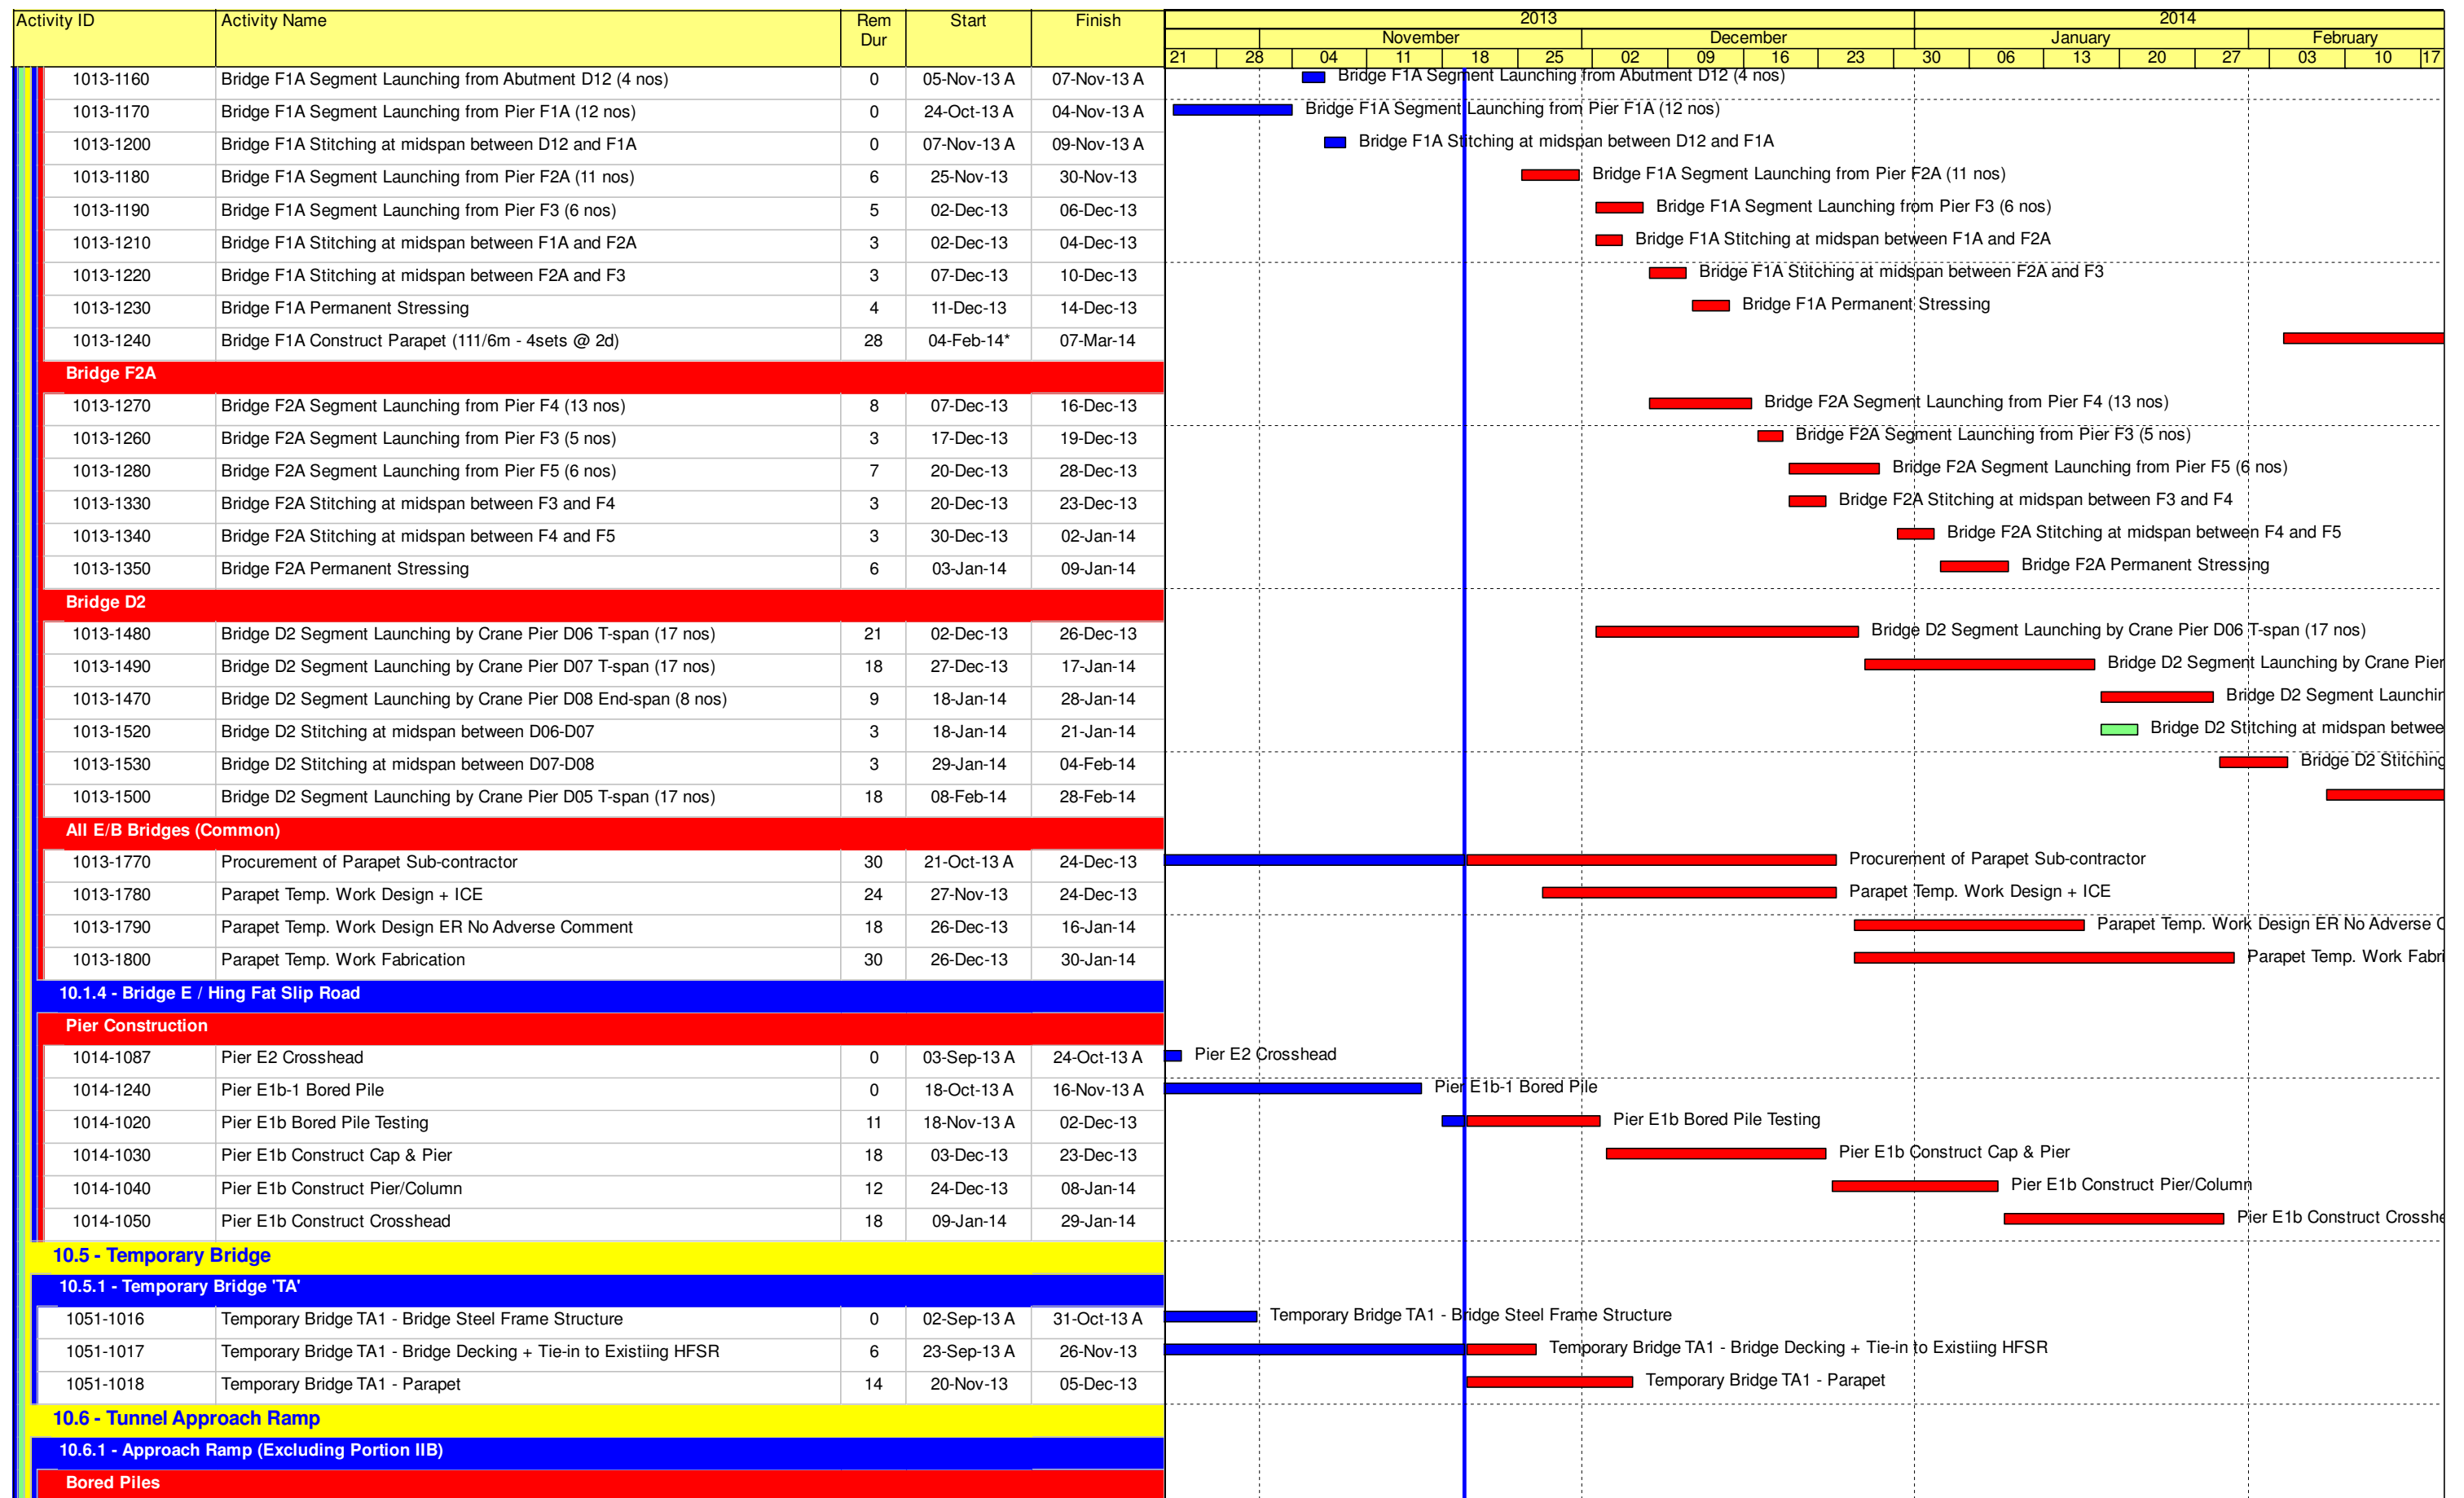 Activity ID Activity Name Rem Dur Start Finish 2013 2014
November December January February
21 28 04 11 18 25 02 09 16 23 30 06 13 20 27 03 10 17
1013-1160 Bridge F1A Segment Launching from Abutment D12 (4 nos) 0 05-Nov-13 A 07-Nov-13 A Bridge F1A Segment Launching from Abutment D12 (4 nos)
1013-1170 Bridge F1A Segment Launching from Pier F1A (12 nos) 0 24-Oct-13 A 04-Nov-13 A Bridge F1A Segment Launching from Pier F1A (12 nos)
1013-1200 Bridge F1A Stitching at midspan between D12 and F1A 0 07-Nov-13 A 09-Nov-13 A Bridge F1A Stitching at midspan between D12 and F1A
1013-1180 Bridge F1A Segment Launching from Pier F2A (11 nos) 6 25-Nov-13 30-Nov-13 Bridge F1A Segment Launching from Pier F2A (11 nos)
1013-1190 Bridge F1A Segment Launching from Pier F3 (6 nos) 5 02-Dec-13 06-Dec-13 Bridge F1A Segment Launching from Pier F3 (6 nos)
1013-1210 Bridge F1A Stitching at midspan between F1A and F2A 3 02-Dec-13 04-Dec-13 Bridge F1A Stitching at midspan between F1A and F2A
1013-1220 Bridge F1A Stitching at midspan between F2A and F3 3 07-Dec-13 10-Dec-13 Bridge F1A Stitching at midspan between F2A and F3
1013-1230 Bridge F1A Permanent Stressing 4 11-Dec-13 14-Dec-13 Bridge F1A Permanent Stressing
1013-1240 Bridge F1A Construct Parapet (111/6m - 4sets @ 2d) 28 04-Feb-14* 07-Mar-14
Bridge F2A
1013-1270 Bridge F2A Segment Launching from Pier F4 (13 nos) 8 07-Dec-13 16-Dec-13 Bridge F2A Segment Launching from Pier F4 (13 nos)
1013-1260 Bridge F2A Segment Launching from Pier F3 (5 nos) 3 17-Dec-13 19-Dec-13 Bridge F2A Segment Launching from Pier F3 (5 nos)
1013-1280 Bridge F2A Segment Launching from Pier F5 (6 nos) 7 20-Dec-13 28-Dec-13 Bridge F2A Segment Launching from Pier F5 (6 nos)
1013-1330 Bridge F2A Stitching at midspan between F3 and F4 3 20-Dec-13 23-Dec-13 Bridge F2A Stitching at midspan between F3 and F4
1013-1340 Bridge F2A Stitching at midspan between F4 and F5 3 30-Dec-13 02-Jan-14 Bridge F2A Stitching at midspan between F4 and F5
1013-1350 Bridge F2A Permanent Stressing 6 03-Jan-14 09-Jan-14 Bridge F2A Permanent Stressing
Bridge D2
1013-1480 Bridge D2 Segment Launching by Crane Pier D06 T-span (17 nos) 21 02-Dec-13 26-Dec-13 Bridge D2 Segment Launching by Crane Pier D06 T-span (17 nos)
1013-1490 Bridge D2 Segment Launching by Crane Pier D07 T-span (17 nos) 18 27-Dec-13 17-Jan-14 Bridge D2 Segment Launching by Crane Pier
1013-1470 Bridge D2 Segment Launching by Crane Pier D08 End-span (8 nos) 9 18-Jan-14 28-Jan-14 Bridge D2 Segment Launchin
1013-1520 Bridge D2 Stitching at midspan between D06-D07 3 18-Jan-14 21-Jan-14 Bridge D2 Stitching at midspan betwee
1013-1530 Bridge D2 Stitching at midspan between D07-D08 3 29-Jan-14 04-Feb-14 Bridge D2 Stitching
1013-1500 Bridge D2 Segment Launching by Crane Pier D05 T-span (17 nos) 18 08-Feb-14 28-Feb-14
All E/B Bridges (Common)
1013-1770 Procurement of Parapet Sub-contractor 30 21-Oct-13 A 24-Dec-13 Procurement of Parapet Sub-contractor
1013-1780 Parapet Temp. Work Design + ICE 24 27-Nov-13 24-Dec-13 Parapet Temp. Work Design + ICE
1013-1790 Parapet Temp. Work Design ER No Adverse Comment 18 26-Dec-13 16-Jan-14 Parapet Temp. Work Design ER No Adverse C
1013-1800 Parapet Temp. Work Fabrication 30 26-Dec-13 30-Jan-14 Parapet Temp. Work Fabri
10.1.4 - Bridge E / Hing Fat Slip Road
Pier Construction
1014-1087 Pier E2 Crosshead 0 03-Sep-13 A 24-Oct-13 A Pier E2 Crosshead
1014-1240 Pier E1b-1 Bored Pile 0 18-Oct-13 A 16-Nov-13 A Pier E1b-1 Bored Pile
1014-1020 Pier E1b Bored Pile Testing 11 18-Nov-13 A 02-Dec-13 Pier E1b Bored Pile Testing
1014-1030 Pier E1b Construct Cap & Pier 18 03-Dec-13 23-Dec-13 Pier E1b Construct Cap & Pier
1014-1040 Pier E1b Construct Pier/Column 12 24-Dec-13 08-Jan-14 Pier E1b Construct Pier/Column
1014-1050 Pier E1b Construct Crosshead 18 09-Jan-14 29-Jan-14 Pier E1b Construct Crosshe
10.5 - Temporary Bridge
10.5.1 - Temporary Bridge 'TA'
1051-1016 Temporary Bridge TA1 - Bridge Steel Frame Structure 0 02-Sep-13 A 31-Oct-13 A Temporary Bridge TA1 - Bridge Steel Frame Structure
1051-1017 Temporary Bridge TA1 - Bridge Decking + Tie-in to Existiing HFSR 6 23-Sep-13 A 26-Nov-13 Temporary Bridge TA1 - Bridge Decking + Tie-in to Existiing HFSR
1051-1018 Temporary Bridge TA1 - Parapet 14 20-Nov-13 05-Dec-13 Temporary Bridge TA1 - Parapet
10.6 - Tunnel Approach Ramp
10.6.1 - Approach Ramp (Excluding Portion IIB)
Bored Piles